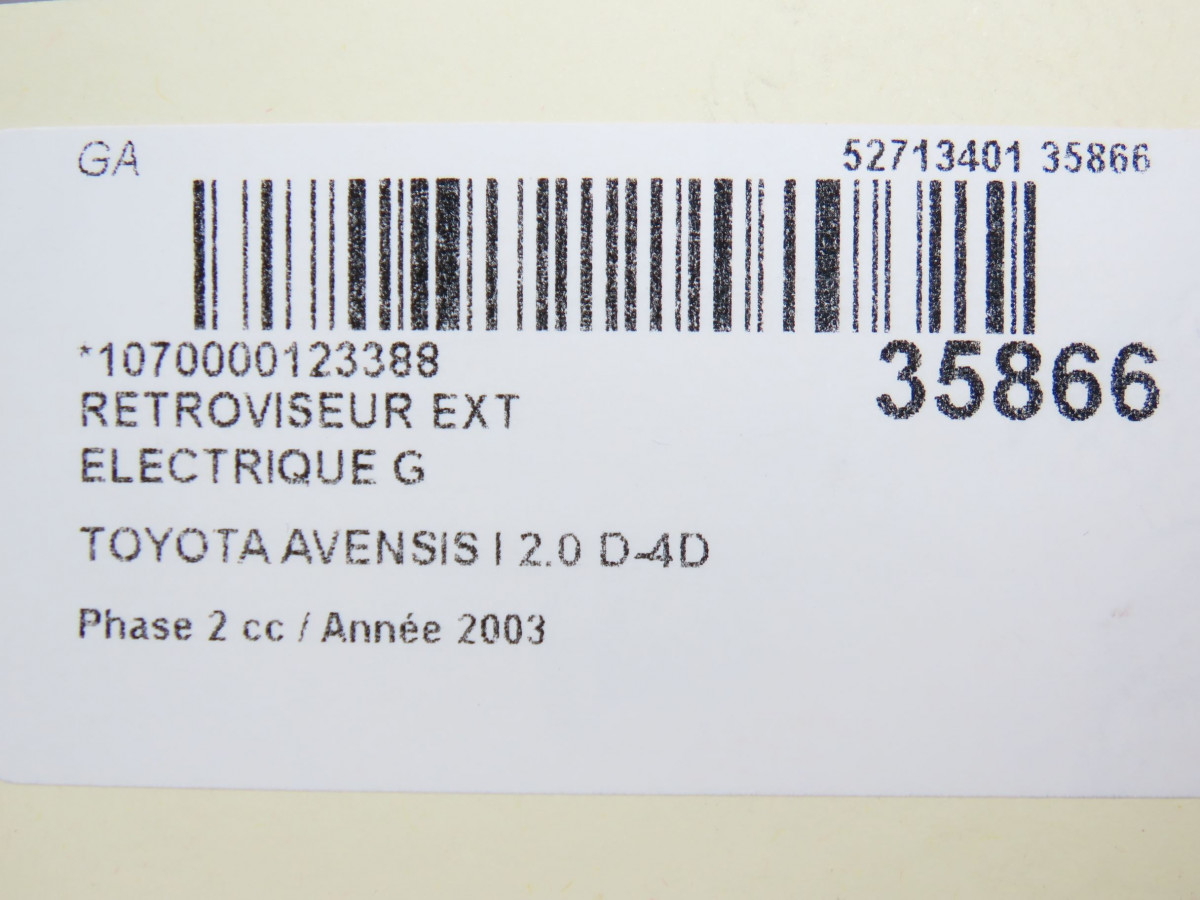 GA 52713401 35866
*1070000123388 35866
RETROVISEUR EXT
ELECTRIQUE G
TOYOTA AVENSIS I 2.0 D-4D
Phase 2 cc / Année 2003